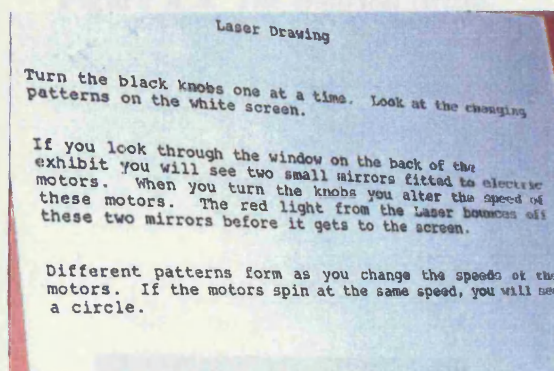 Laser Drawing
Turn the black knobs one at a time. Look at the changing
patterns on the white screen.
If you look through the window on the back of the
exhibit you will see two small mirrors fitted to electric
motors. When you turn the knobs you alter the speed of
these motors. The red light from the Laser bounces off
these two mirrors before it gets to the screen.
Different patterns form as you change the speeds of the
motors. If the motors spin at the same speed, you will see
a circle.